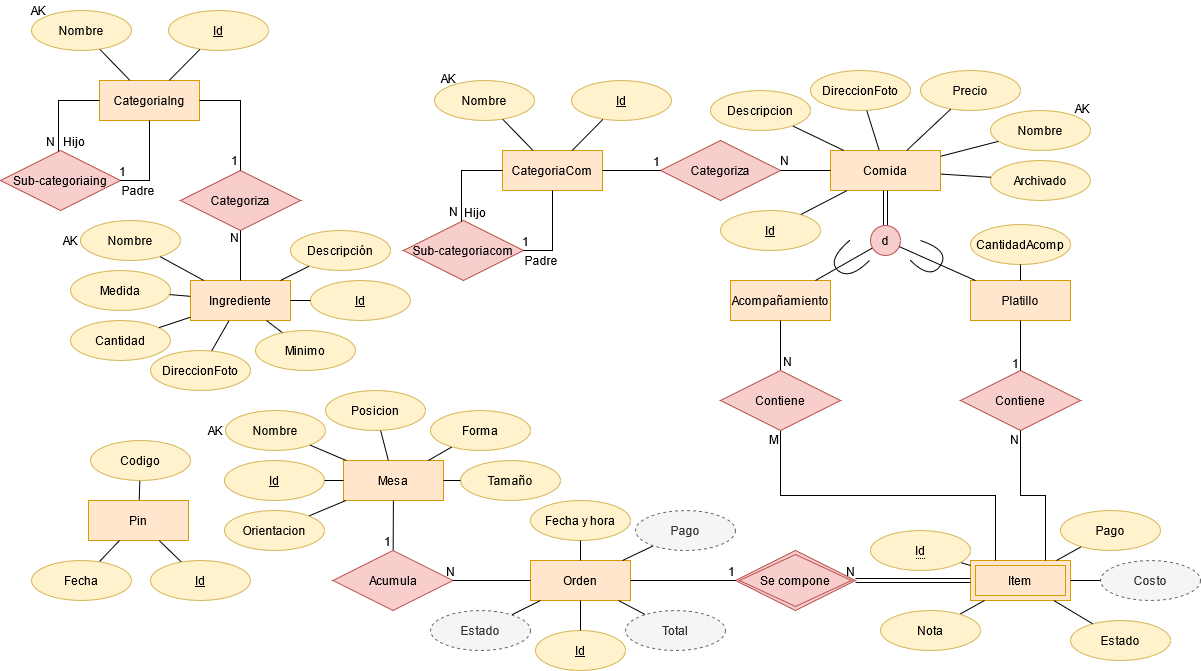 AK
Nombre
Id
CategoriaIng
N
Hijo
1
Padre
Sub-categoriaing
1
Categoriza
N
AK
Nombre
Descripción
Medida
Ingrediente
Id
Cantidad
Minimo
DireccionFoto
AK
Nombre
Id
CategoriaCom
1
Categoriza
N
N
Hijo
1
Padre
Sub-categoriacom
DireccionFoto
Precio
Descripcion
AK
Nombre
Comida
Archivado
Id
d
CantidadAcomp
Acompañamiento
Platillo
N
1
Contiene
Contiene
M
N
Posicion
AK
Nombre
Forma
Id
Mesa
Tamaño
Orientacion
1
Acumula
N
Codigo
Pin
Fecha
Id
Fecha y hora
Pago
Orden
1
Se compone
N
Estado
Total
Id
Id
Pago
Item
Costo
Nota
Estado